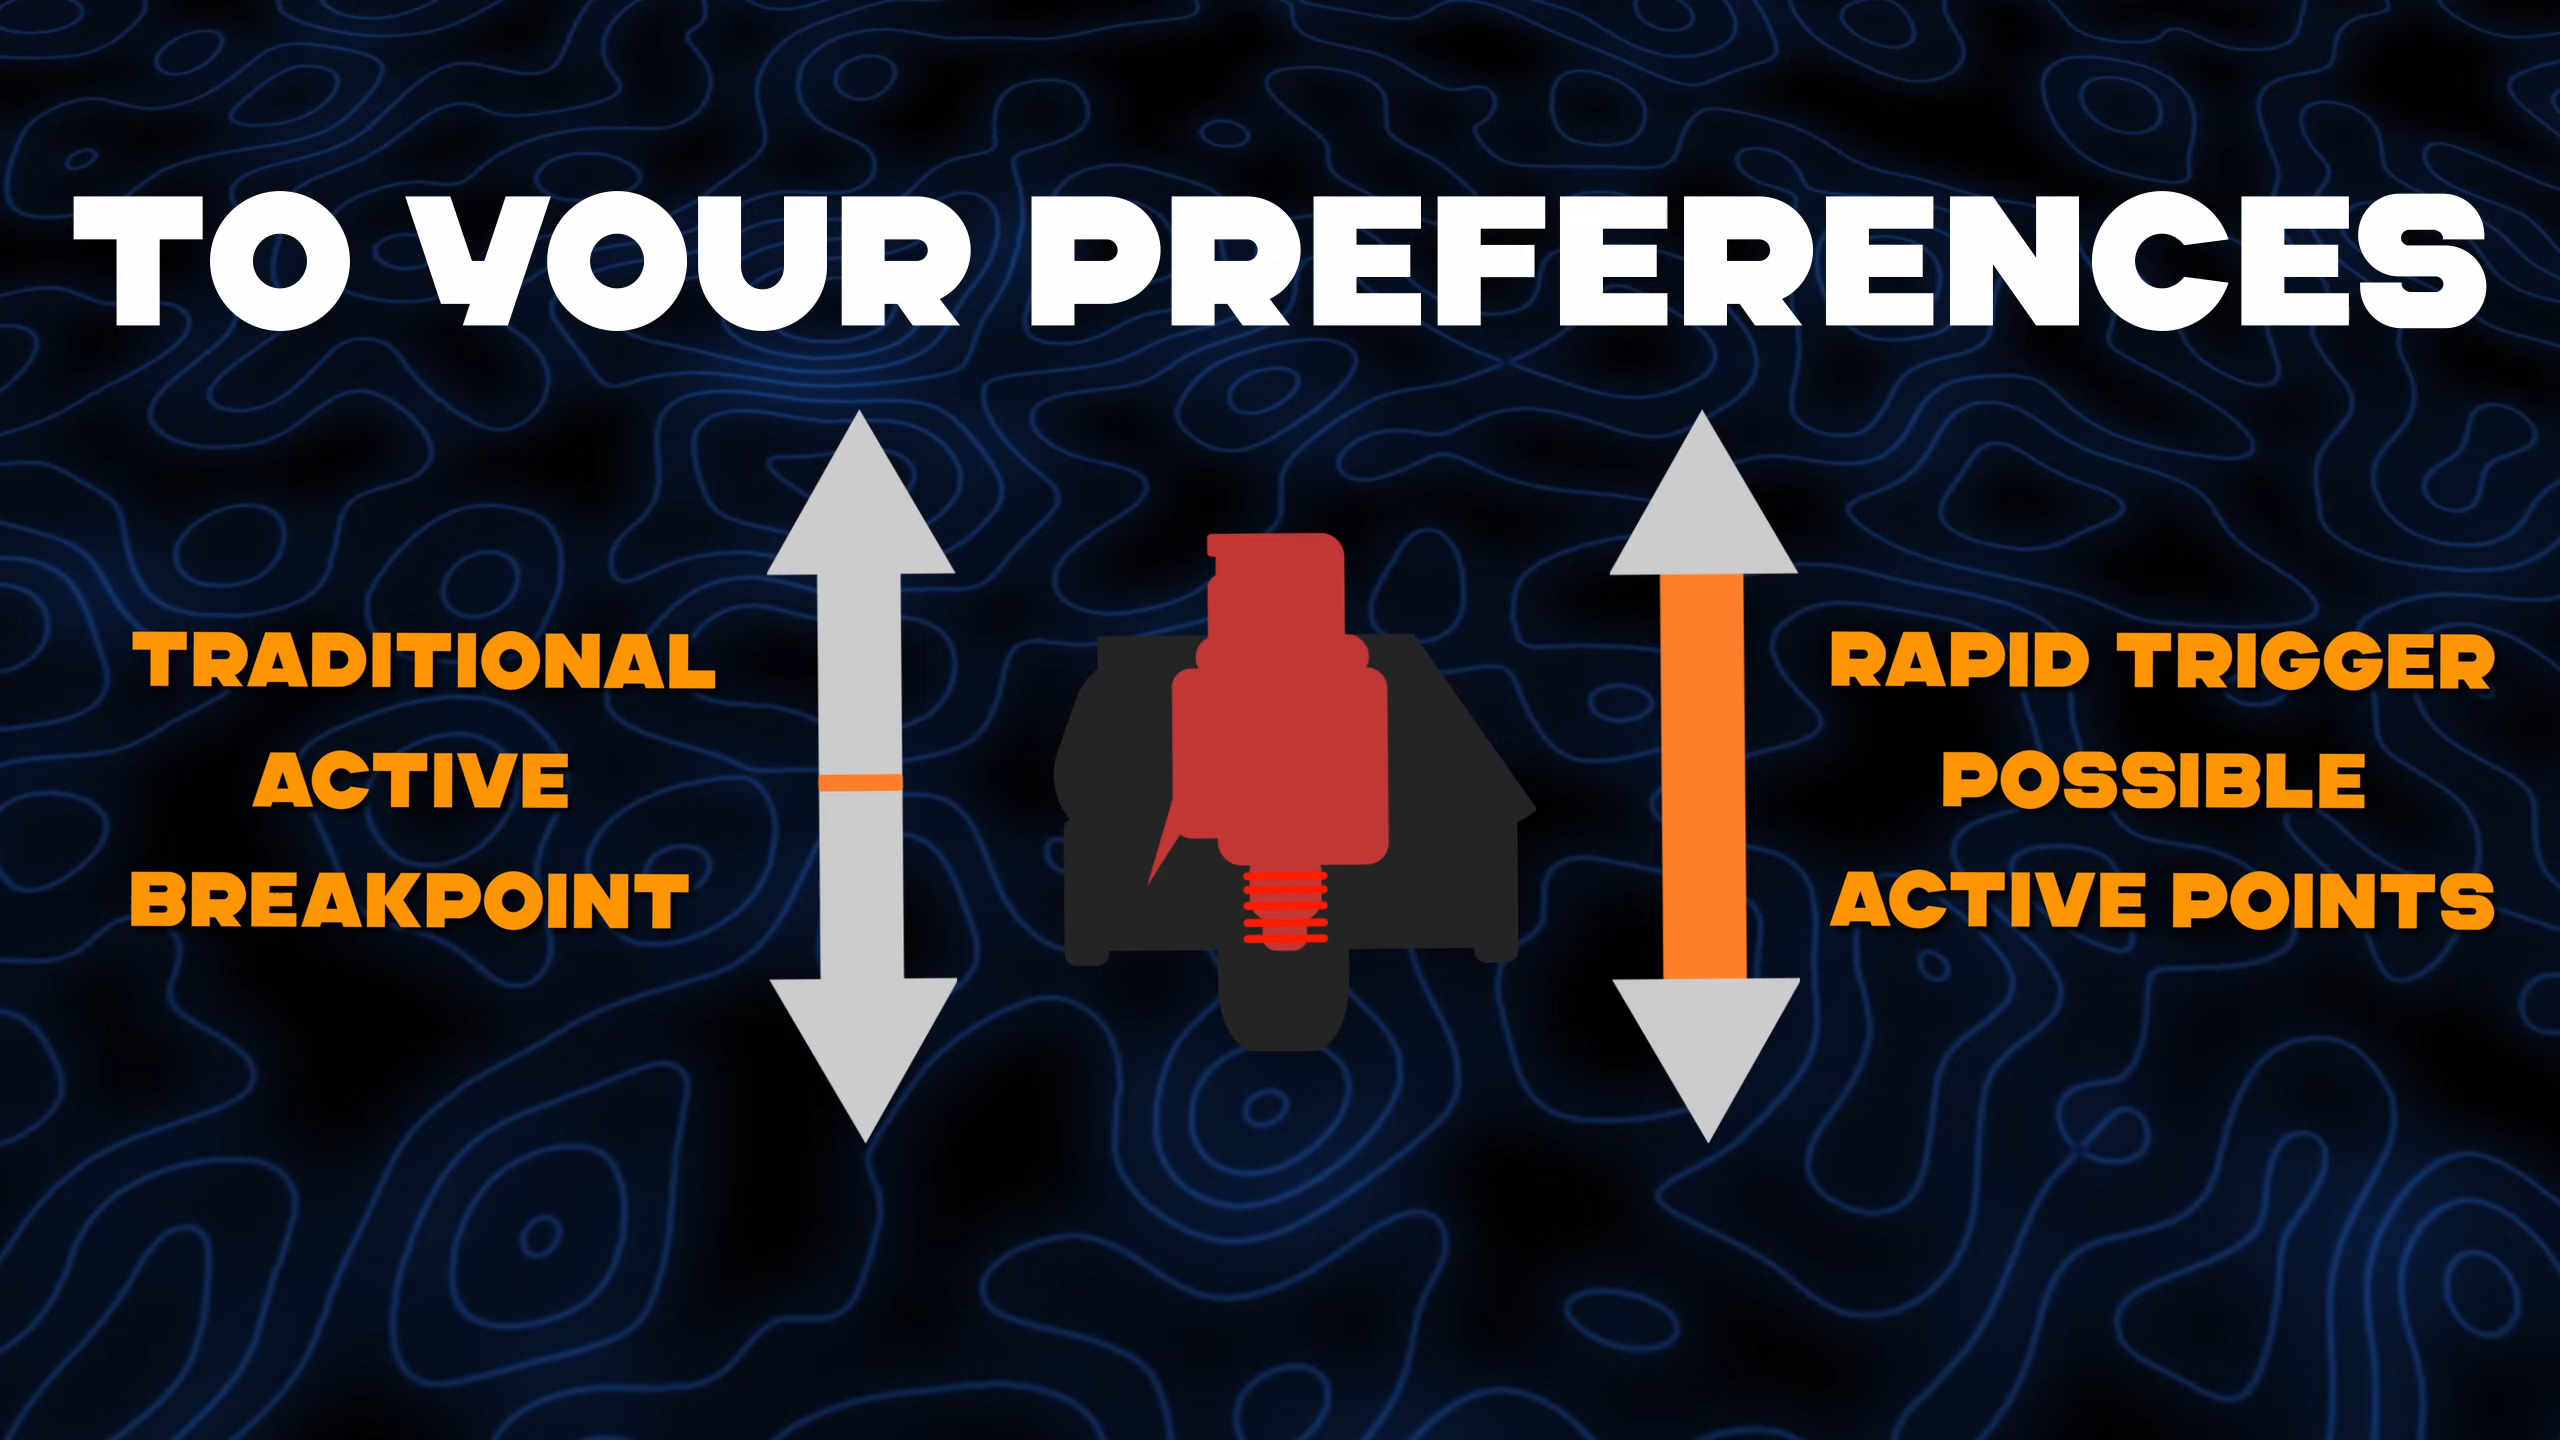 TO YOUR PREFERENCES
TRADITIONAL
ACTIVE
BREAKPOINT
RAPID TRIGGER
POSSIBLE
ACTIVE POINTS